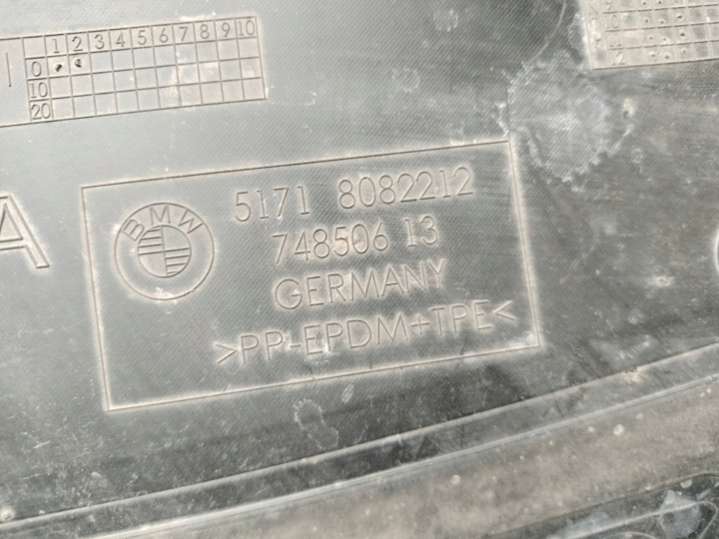 1 2 3 4 5 6 7 8 9 10
0
10
20
A
BMW
5171 8082212
748506 13
GERMANY
>PP-EPDM+TPE<